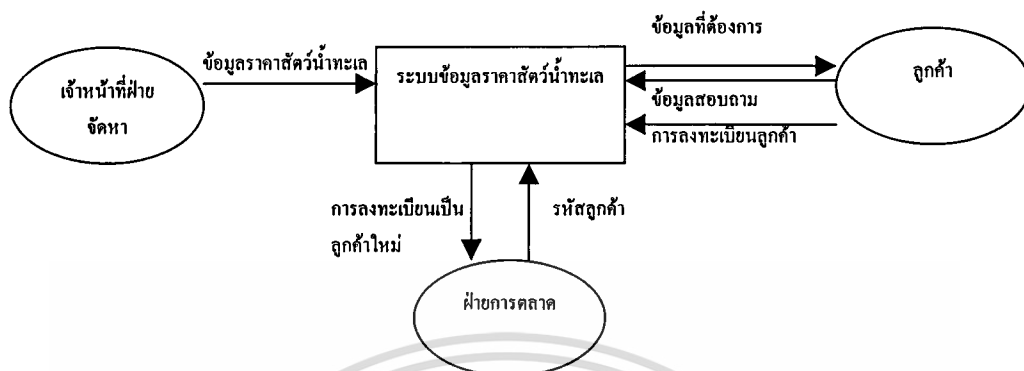 ข้อมูลที่ต้องการ
ข้อมูลราคาสัตว์น้ำทะเล
ระบบข้อมูลราคาสัตว์น้ำทะเล
ลูกค้า
เจ้าหน้าที่ฝ่าย
จัดหา
ข้อมูลสอบถาม
การลงทะเบียนลูกค้า
การลงทะเบียนเป็น
ลูกค้าใหม่
รหัสลูกค้า
ฝ่ายการตลาด